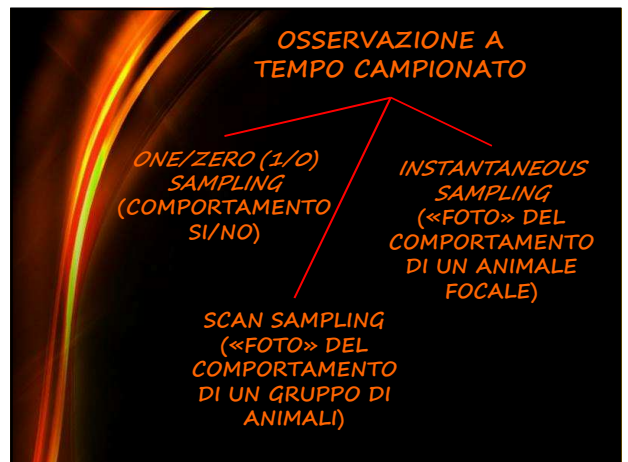 OSSERVAZIONE A
TEMPO CAMPIONATO
ONE/ZERO (1/0)
SAMPLING
(COMPORTAMENTO
SI/NO)
INSTANTANEOUS
SAMPLING
(«FOTO» DEL
COMPORTAMENTO
DI UN ANIMALE
FOCALE)
SCAN SAMPLING
(«FOTO» DEL
COMPORTAMENTO
DI UN GRUPPO DI
ANIMALI)